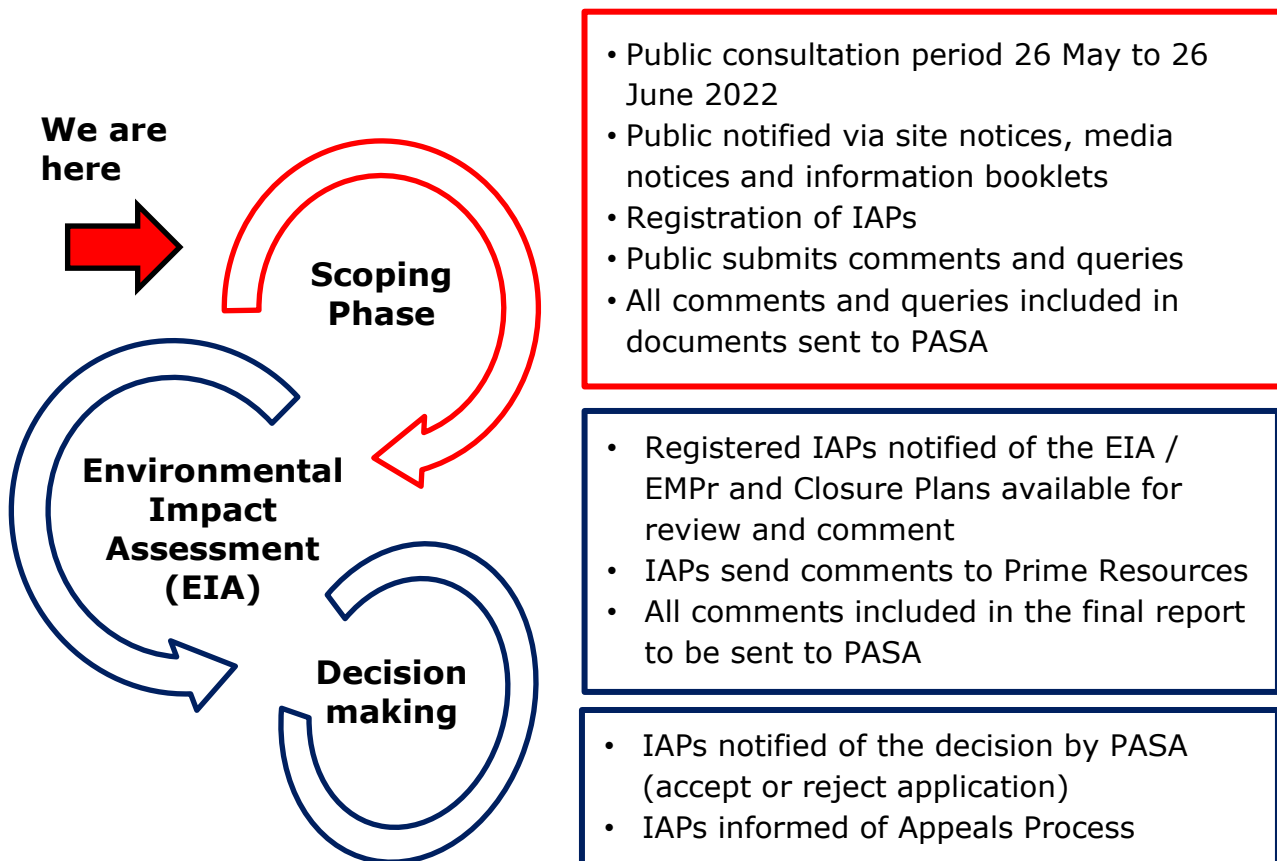 We are
here
Scoping
Phase
• Public consultation period 26 May to 26
June 2022
• Public notified via site notices, media
notices and information booklets
• Registration of IAPs
• Public submits comments and queries
• All comments and queries included in
documents sent to PASA
Environmental
Impact
Assessment
(EIA)
• Registered IAPs notified of the EIA /
EMPr and Closure Plans available for
review and comment
• IAPs send comments to Prime Resources
• All comments included in the final report
to be sent to PASA
Decision
making
• IAPs notified of the decision by PASA
(accept or reject application)
• IAPs informed of Appeals Process